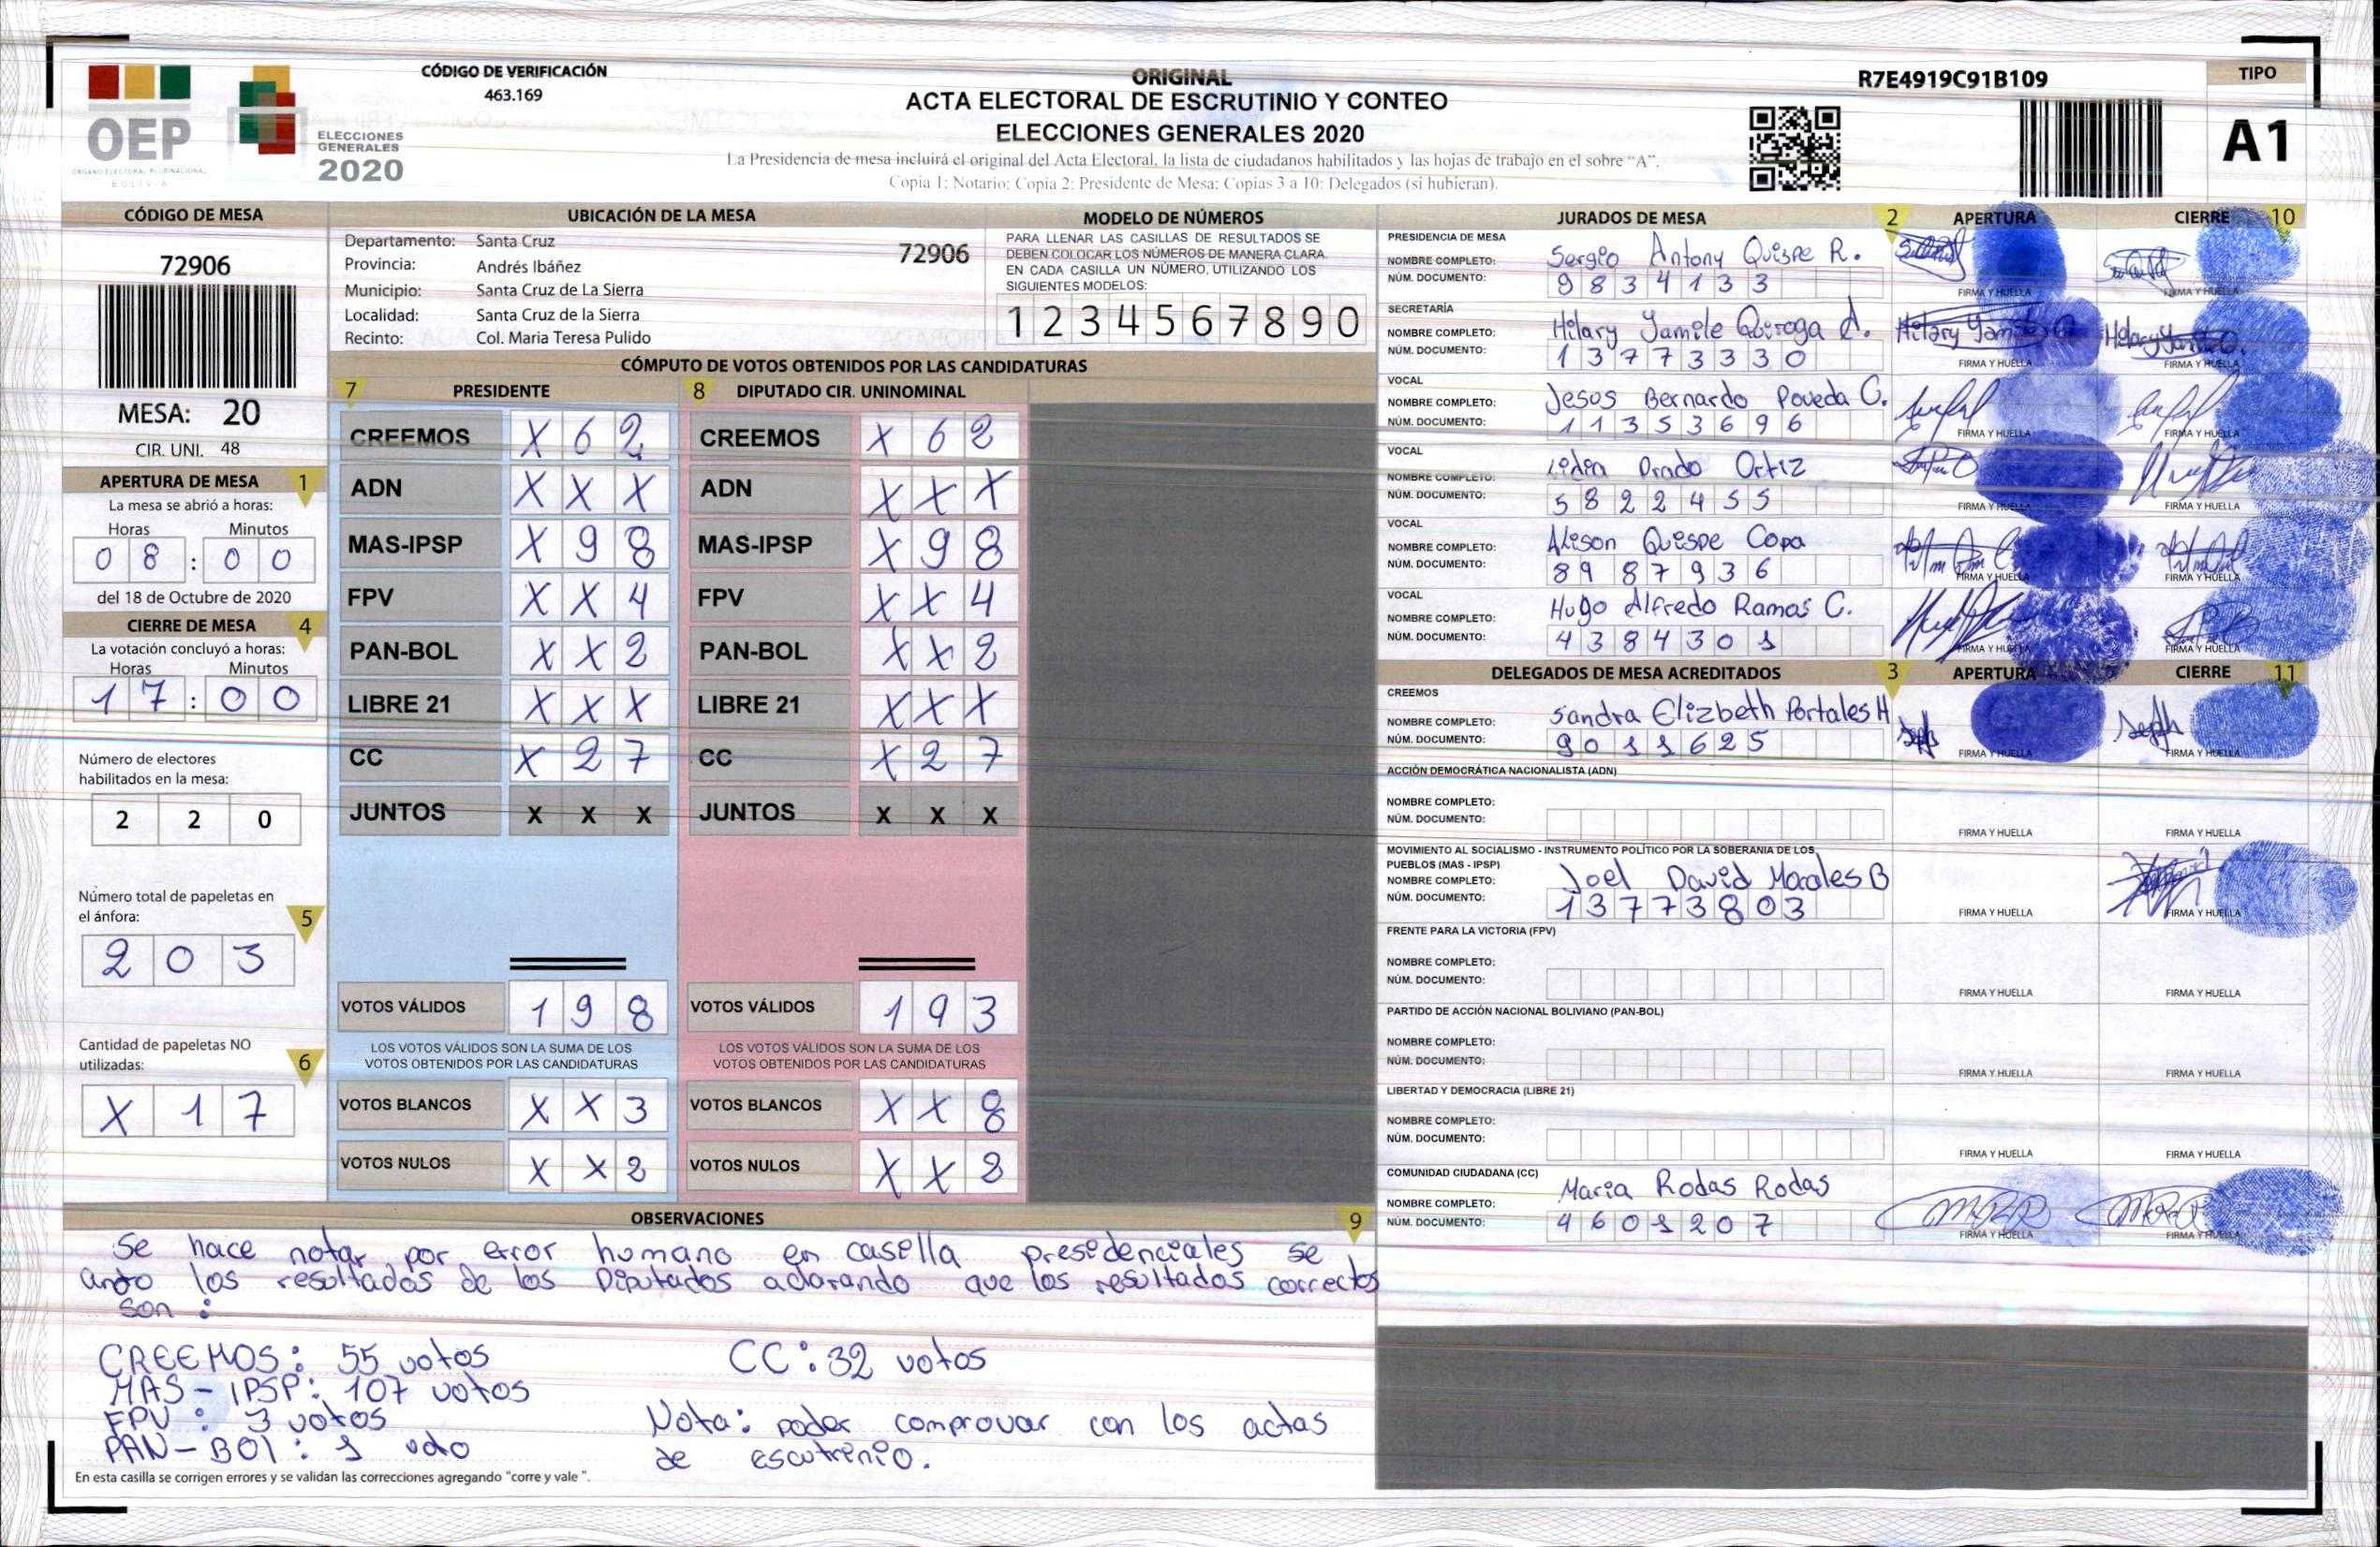 CÓDIGO DE VERIFICACIÓN
463.169
OEP
ÓRGANO ELECTORAL PLURINACIONAL
BOLIVIA
ELECCIONES
GENERALES
2020
ORIGINAL
ACTA ELECTORAL DE ESCRUTINIO Y CONTEO
ELECCIONES GENERALES 2020
La Presidencia de mesa incluirá el original del Acta Electoral, la lista de ciudadanos habilitados y las hojas de trabajo en el sobre “A”.
Copia 1: Notario: Copia 2: Presidente de Mesa: Copias 3 a 10: Delegados (si hubieran).
R7E4919C91B109
TIPO
A1
CÓDIGO DE MESA
72906
MESA: 20
CIR. UNI. 48
APERTURA DE MESA 1
La mesa se abrió a horas:
Horas Minutos
0 8 : 0 0
del 18 de Octubre de 2020
CIERRE DE MESA 4
La votación concluyó a horas:
Horas Minutos
1 7 : 0 0
Número de electores
habilitados en la mesa:
2 2 0
Número total de papeletas en
el ánfora:
5
2 0 3
Cantidad de papeletas NO
utilizadas:
6
X 1 7
UBICACIÓN DE LA MESA
Departamento: Santa Cruz
72906
Provincia: Andrés Ibáñez
Municipio: Santa Cruz de La Sierra
Localidad: Santa Cruz de la Sierra
Recinto: Col. Maria Teresa Pulido
MODELO DE NÚMEROS
PARA LLENAR LAS CASILLAS DE RESULTADOS SE
DEBEN COLOCAR LOS NÚMEROS DE MANERA CLARA.
EN CADA CASILLA UN NÚMERO, UTILIZANDO LOS
SIGUIENTES MODELOS:
1 2 3 4 5 6 7 8 9 0
CÓMPUTO DE VOTOS OBTENIDOS POR LAS CANDIDATURAS
7 PRESIDENTE
CREEMOS X 6 2
ADN X X X
MAS-IPSP X 9 8
FPV X X 4
PAN-BOL X X 2
LIBRE 21 X X X
CC X 2 7
JUNTOS X X X
VOTOS VÁLIDOS 1 9 8
LOS VOTOS VÁLIDOS SON LA SUMA DE LOS
VOTOS OBTENIDOS POR LAS CANDIDATURAS
VOTOS BLANCOS X X 3
VOTOS NULOS X X 2
8 DIPUTADO CIR. UNINOMINAL
CREEMOS X 6 2
ADN X X X
MAS-IPSP X 9 8
FPV X X 4
PAN-BOL X X 2
LIBRE 21 X X X
CC X 2 7
JUNTOS X X X
VOTOS VÁLIDOS 1 9 3
LOS VOTOS VÁLIDOS SON LA SUMA DE LOS
VOTOS OBTENIDOS POR LAS CANDIDATURAS
VOTOS BLANCOS X X 8
VOTOS NULOS X X 2
OBSERVACIONES 9
Se hace notar por error humano en casella presidenciales se
los resultados de los Diputados aclarando que los resultados correctos
son :
CREEMOS: 55 votos
MAS-IPSP: 107 votos
FPV : 3 votos
PAN-BOl : 1 voto
CC : 32 votos
Nota: poder comprovar con los actas
de escutrinio.
En esta casilla se corrigen errores y se validan las correcciones agregando "corre y vale ".
JURADOS DE MESA 2 APERTURA CIERRE 10
PRESIDENCIA DE MESA
NOMBRE COMPLETO: Sergio Antony Quispe R.
NÚM. DOCUMENTO: 9834133
FIRMA Y HUELLA FIRMA Y HUELLA
SECRETARÍA
NOMBRE COMPLETO: Hilary Yamile Quiroga A.
NÚM. DOCUMENTO: 13773330
FIRMA Y HUELLA FIRMA Y HUELLA
VOCAL
NOMBRE COMPLETO: Jesus Bernardo Poveda C.
NÚM. DOCUMENTO: 11353696
FIRMA Y HUELLA FIRMA Y HUELLA
VOCAL
NOMBRE COMPLETO: Lidia Prado Ortiz
NÚM. DOCUMENTO: 5822455
FIRMA Y HUELLA FIRMA Y HUELLA
VOCAL
NOMBRE COMPLETO: Alison Quispe Copa
NÚM. DOCUMENTO: 8987936
FIRMA Y HUELLA FIRMA Y HUELLA
VOCAL
NOMBRE COMPLETO: Hugo Alfredo Ramos C.
NÚM. DOCUMENTO: 4384301
FIRMA Y HUELLA FIRMA Y HUELLA
DELEGADOS DE MESA ACREDITADOS 3 APERTURA CIERRE 11
CREEMOS
NOMBRE COMPLETO: Sandra Elizbeth Portales H
NÚM. DOCUMENTO: 9011625
FIRMA Y HUELLA FIRMA Y HUELLA
ACCIÓN DEMOCRÁTICA NACIONALISTA (ADN)
NOMBRE COMPLETO:
NÚM. DOCUMENTO:
FIRMA Y HUELLA FIRMA Y HUELLA
MOVIMIENTO AL SOCIALISMO - INSTRUMENTO POLÍTICO POR LA SOBERANIA DE LOS
PUEBLOS (MAS - IPSP)
NOMBRE COMPLETO: Joel David Morales B
NÚM. DOCUMENTO: 13773803
FIRMA Y HUELLA FIRMA Y HUELLA
FRENTE PARA LA VICTORIA (FPV)
NOMBRE COMPLETO:
NÚM. DOCUMENTO:
FIRMA Y HUELLA FIRMA Y HUELLA
PARTIDO DE ACCIÓN NACIONAL BOLIVIANO (PAN-BOL)
NOMBRE COMPLETO:
NÚM. DOCUMENTO:
FIRMA Y HUELLA FIRMA Y HUELLA
LIBERTAD Y DEMOCRACIA (LIBRE 21)
NOMBRE COMPLETO:
NÚM. DOCUMENTO:
FIRMA Y HUELLA FIRMA Y HUELLA
COMUNIDAD CIUDADANA (CC)
NOMBRE COMPLETO: Maria Rodas Rodas
NÚM. DOCUMENTO: 4601207
FIRMA Y HUELLA FIRMA Y HUELLA